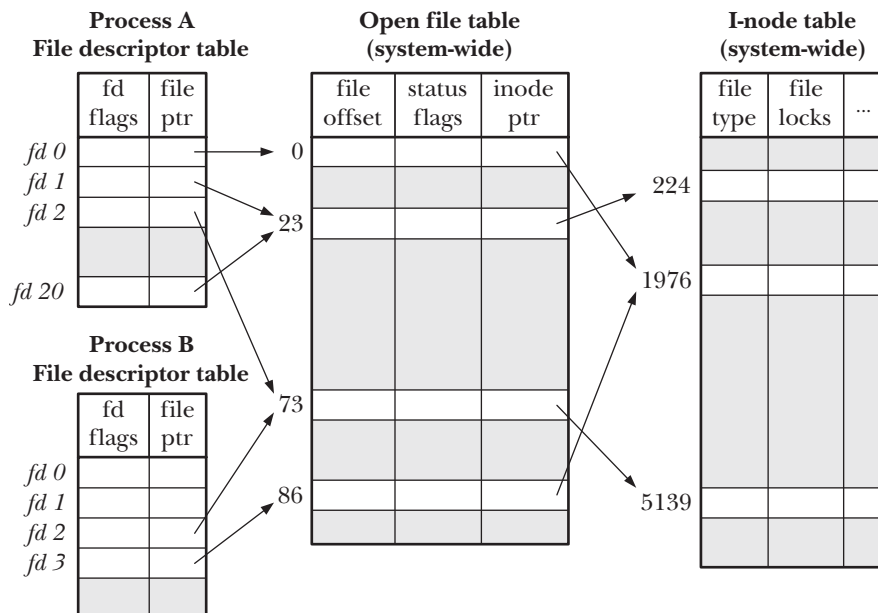 Process A
File descriptor table
fd flags
file ptr
fd 0
fd 1
fd 2
fd 20
Process B
File descriptor table
fd flags
file ptr
fd 0
fd 1
fd 2
fd 3
Open file table
(system-wide)
file offset
status flags
inode ptr
0
23
73
86
I-node table
(system-wide)
file type
file locks
...
224
1976
5139